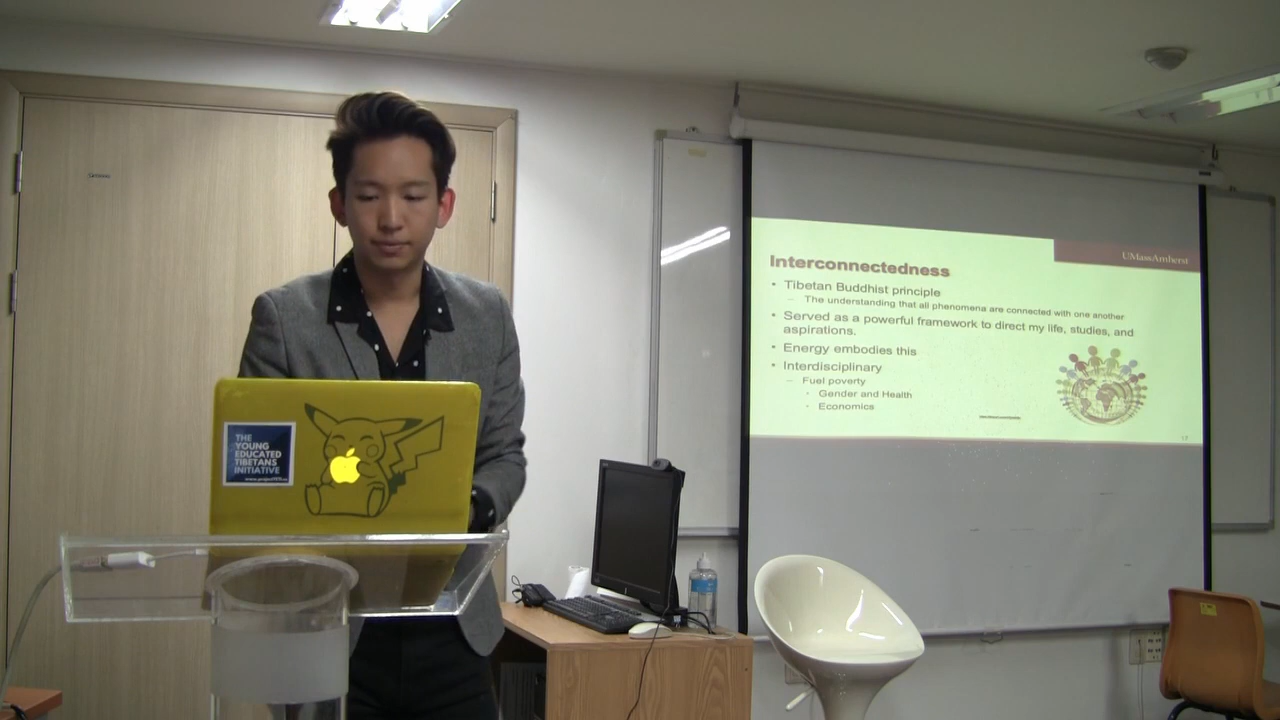 UMassAmherst
Interconnectedness
• Tibetan Buddhist principle
– The understanding that all phenomena are connected with one another
• Served as a powerful framework to direct my life, studies, and
aspirations.
• Energy embodies this
• Interdisciplinary
– Fuel poverty
• Gender and Health
• Economics
17
THE
YOUNG
EDUCATED
TIBETANS
INITIATIVE